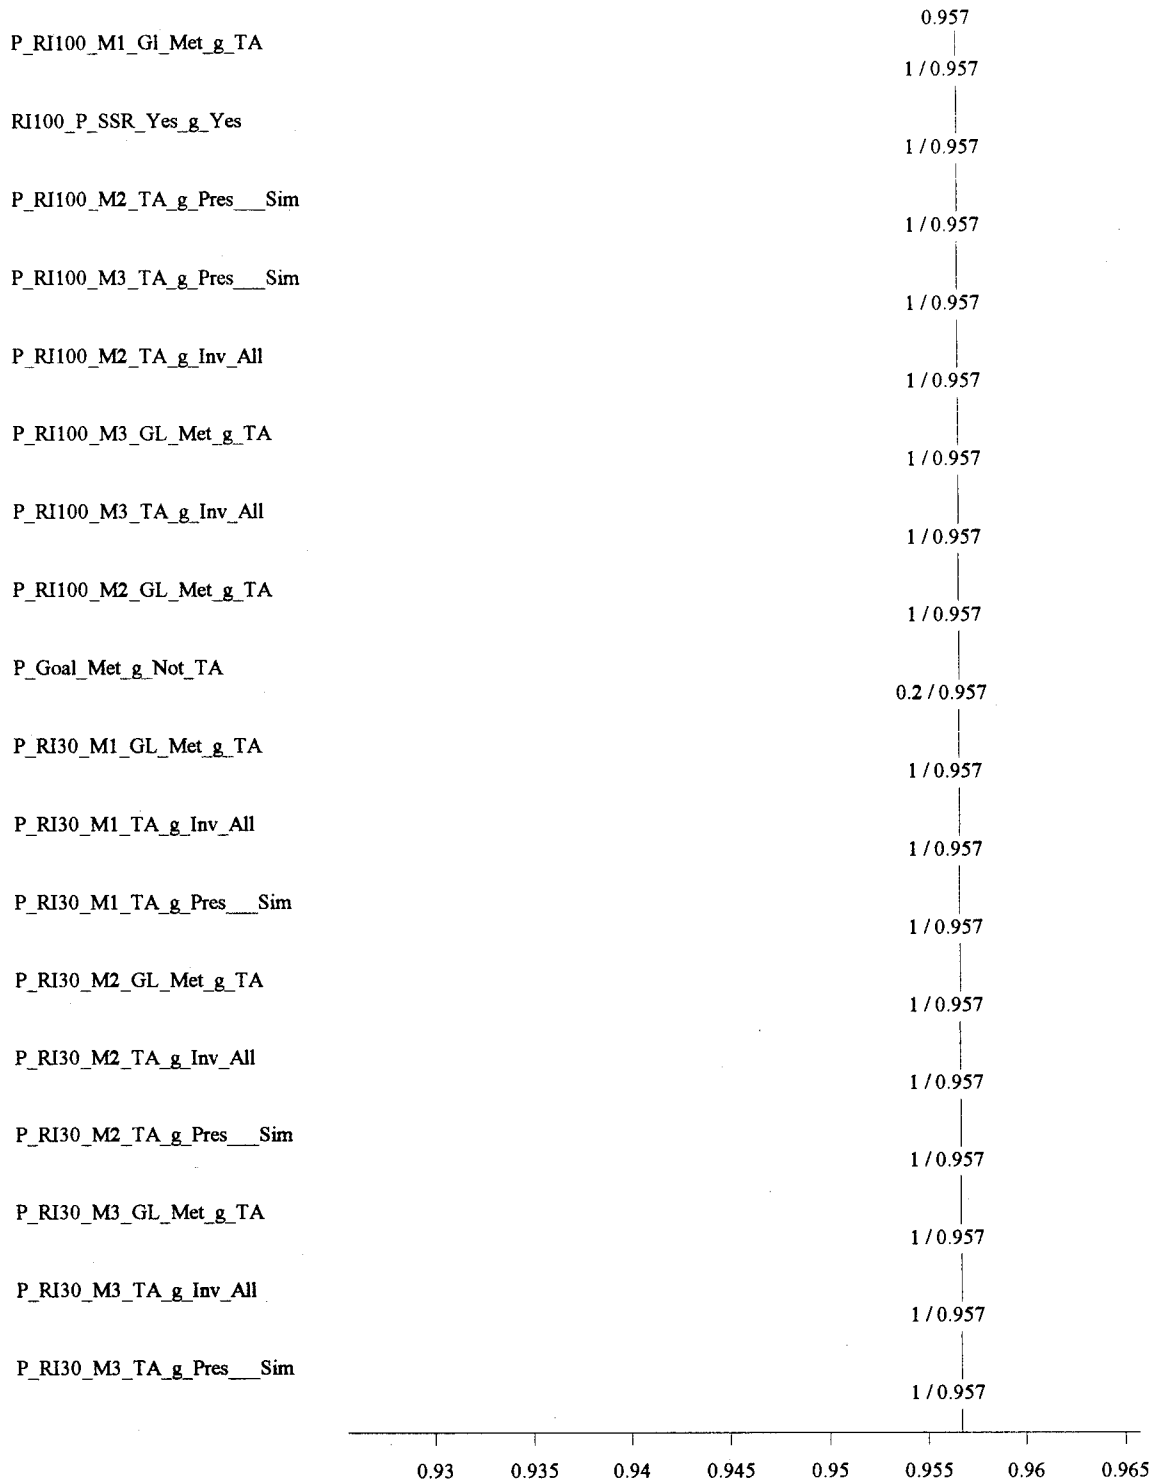 0.957
P_RI100_M1_Gl_Met_g_TA
1 / 0.957
RI100_P_SSR_Yes_g_Yes
1 / 0.957
P_RI100_M2_TA_g_Pres___Sim
1 / 0.957
P_RI100_M3_TA_g_Pres___Sim
1 / 0.957
P_RI100_M2_TA_g_Inv_All
1 / 0.957
P_RI100_M3_GL_Met_g_TA
1 / 0.957
P_RI100_M3_TA_g_Inv_All
1 / 0.957
P_RI100_M2_GL_Met_g_TA
1 / 0.957
P_Goal_Met_g_Not_TA
0.2 / 0.957
P_RI30_M1_GL_Met_g_TA
1 / 0.957
P_RI30_M1_TA_g_Inv_All
1 / 0.957
P_RI30_M1_TA_g_Pres___Sim
1 / 0.957
P_RI30_M2_GL_Met_g_TA
1 / 0.957
P_RI30_M2_TA_g_Inv_All
1 / 0.957
P_RI30_M2_TA_g_Pres___Sim
1 / 0.957
P_RI30_M3_GL_Met_g_TA
1 / 0.957
P_RI30_M3_TA_g_Inv_All
1 / 0.957
P_RI30_M3_TA_g_Pres___Sim
1 / 0.957
0.93 0.935 0.94 0.945 0.95 0.955 0.96 0.965